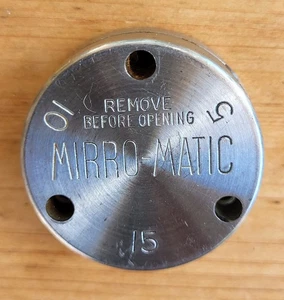 10
5
REMOVE
BEFORE OPENING
MIRRO-MATIC
15